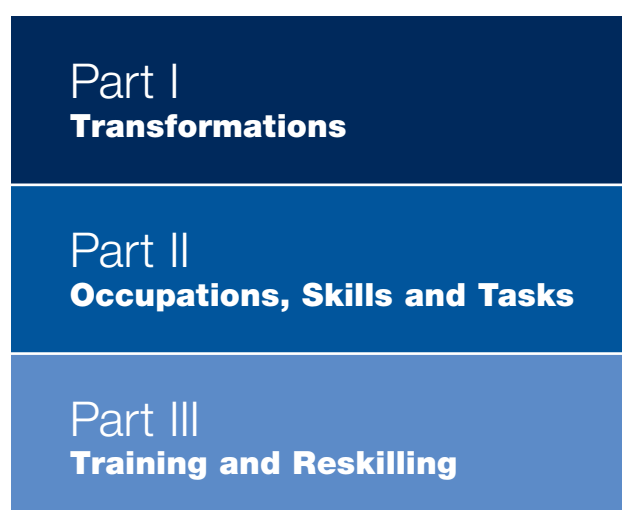 Part I
Transformations
Part II
Occupations, Skills and Tasks
Part III
Training and Reskilling